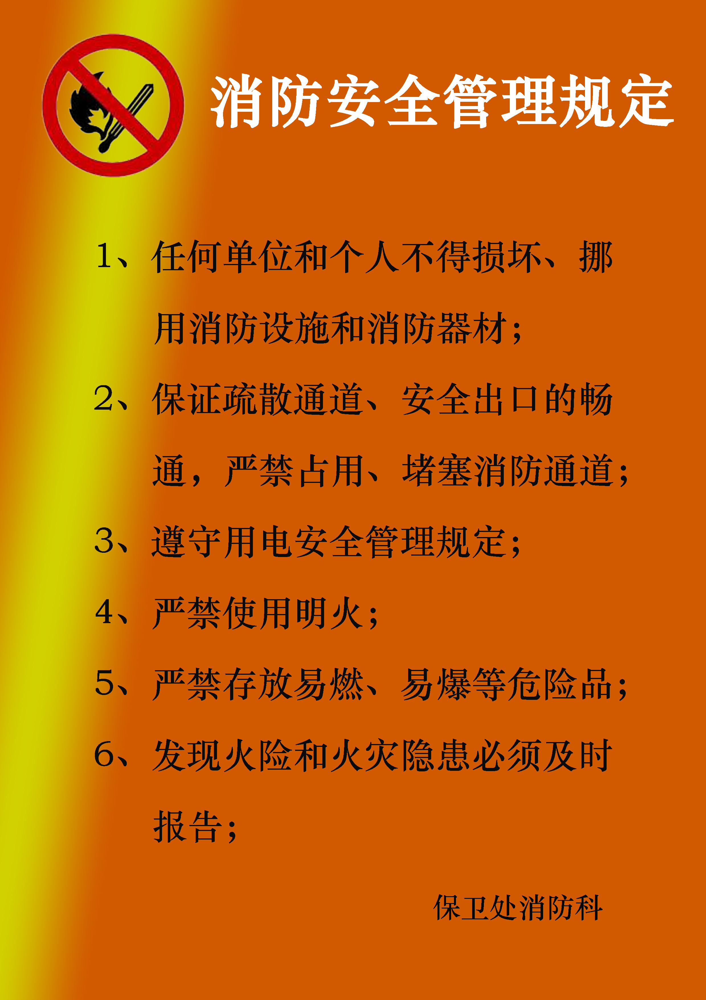 消防安全管理规定
1、任何单位和个人不得损坏、挪
用消防设施和消防器材；
2、保证疏散通道、安全出口的畅
通，严禁占用、堵塞消防通道；
3、遵守用电安全管理规定；
4、严禁使用明火；
5、严禁存放易燃、易爆等危险品；
6、发现火险和火灾隐患必须及时
报告；
保卫处消防科